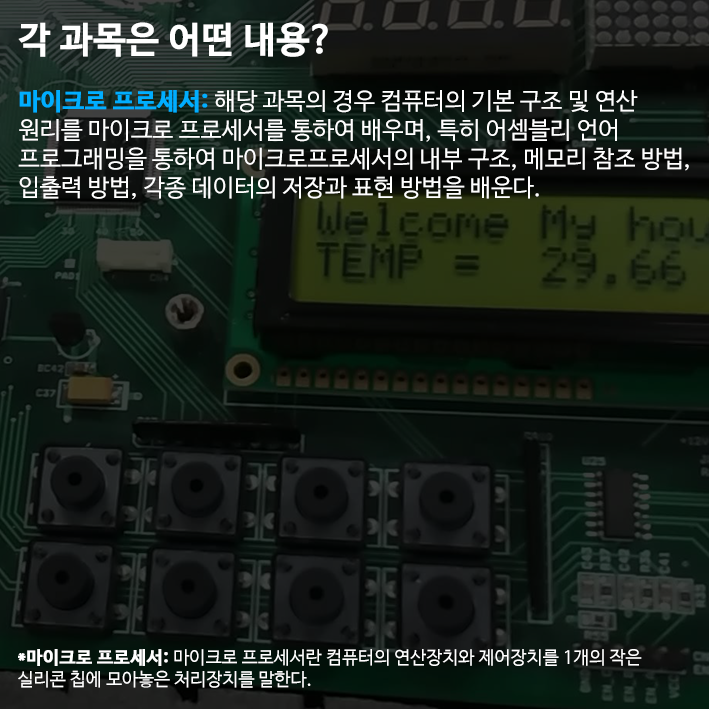 각 과목은 어떤 내용?
마이크로 프로세서: 해당 과목의 경우 컴퓨터의 기본 구조 및 연산
원리를 마이크로 프로세서를 통하여 배우며, 특히 어셈블리 언어
프로그래밍을 통하여 마이크로프로세서의 내부 구조, 메모리 참조 방법,
입출력 방법, 각종 데이터의 저장과 표현 방법을 배운다.
Welcome My hou
TEMP = 29.66
30 40 50
PAD1
C37
+12V
*마이크로 프로세서: 마이크로 프로세서란 컴퓨터의 연산장치와 제어장치를 1개의 작은
실리콘 칩에 모아놓은 처리장치를 말한다.